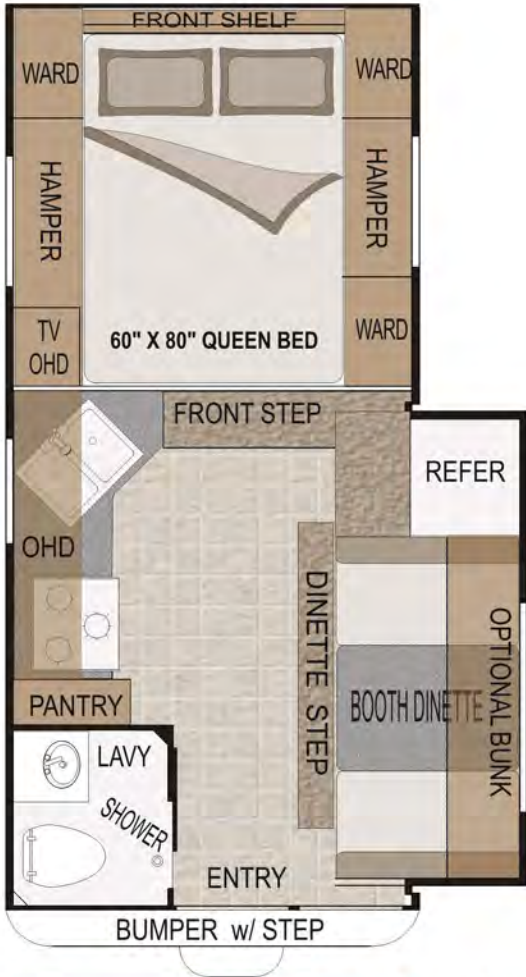 FRONT SHELF
WARD
WARD
HAMPER
HAMPER
TV
OHD
60" X 80" QUEEN BED
WARD
FRONT STEP
REFER
OHD
DINETTE STEP
BOOTH DINETTE
OPTIONAL BUNK
PANTRY
LAVY
SHOWER
ENTRY
BUMPER w/ STEP